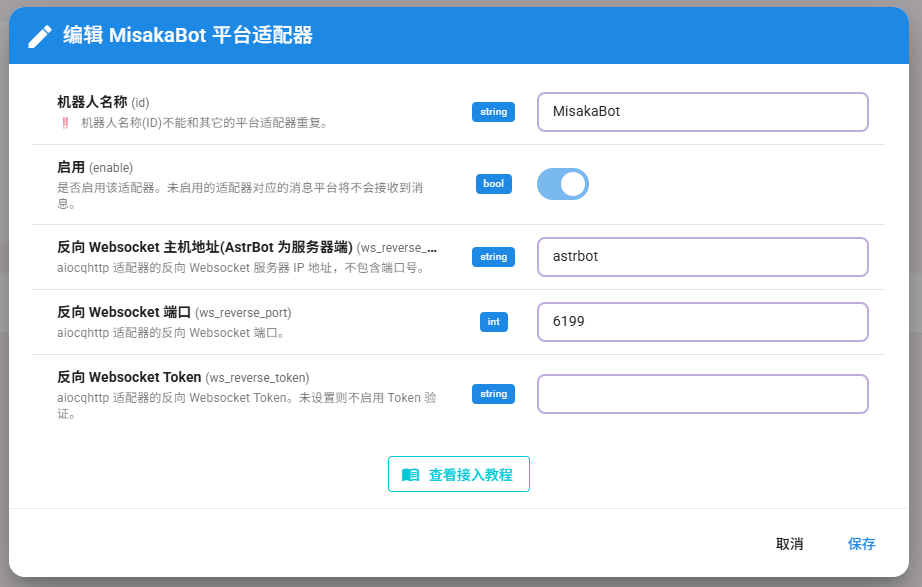 编辑 MisakaBot 平台适配器
机器人名称 (id)
‼ 机器人名称(ID)不能和其它的平台适配器重复。
string
MisakaBot
启用 (enable)
是否启用该适配器。未启用的适配器对应的消息平台将不会接收到消
息。
bool
反向 Websocket 主机地址(AstrBot 为服务器端) (ws_reverse_...
aiocqhttp 适配器的反向 Websocket 服务器 IP 地址，不包含端口号。
string
astrbot
反向 Websocket 端口 (ws_reverse_port)
aiocqhttp 适配器的反向 Websocket 端口。
int
6199
反向 Websocket Token (ws_reverse_token)
aiocqhttp 适配器的反向 Websocket Token。未设置则不启用 Token 验
证。
string
查看接入教程
取消
保存